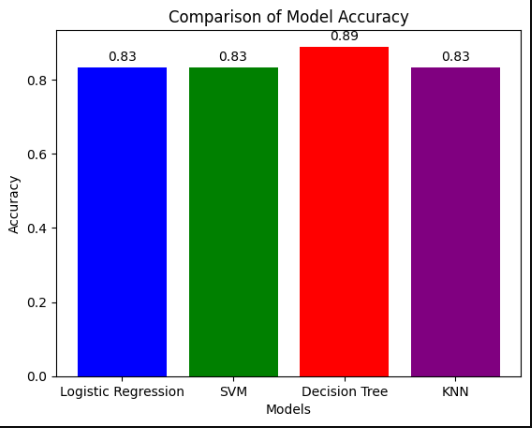 Comparison of Model Accuracy
0.83 0.83 0.89 0.83
Accuracy
0.8
0.6
0.4
0.2
0.0
Logistic Regression SVM Decision Tree KNN
Models